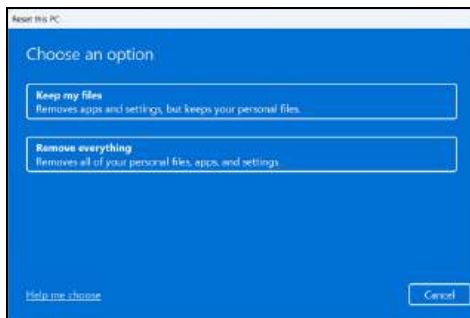 Reset this PC
Choose an option
Keep my files
Removes apps and settings, but keeps your personal files.
Remove everything
Removes all of your personal files, apps, and settings.
Help me choose
Cancel